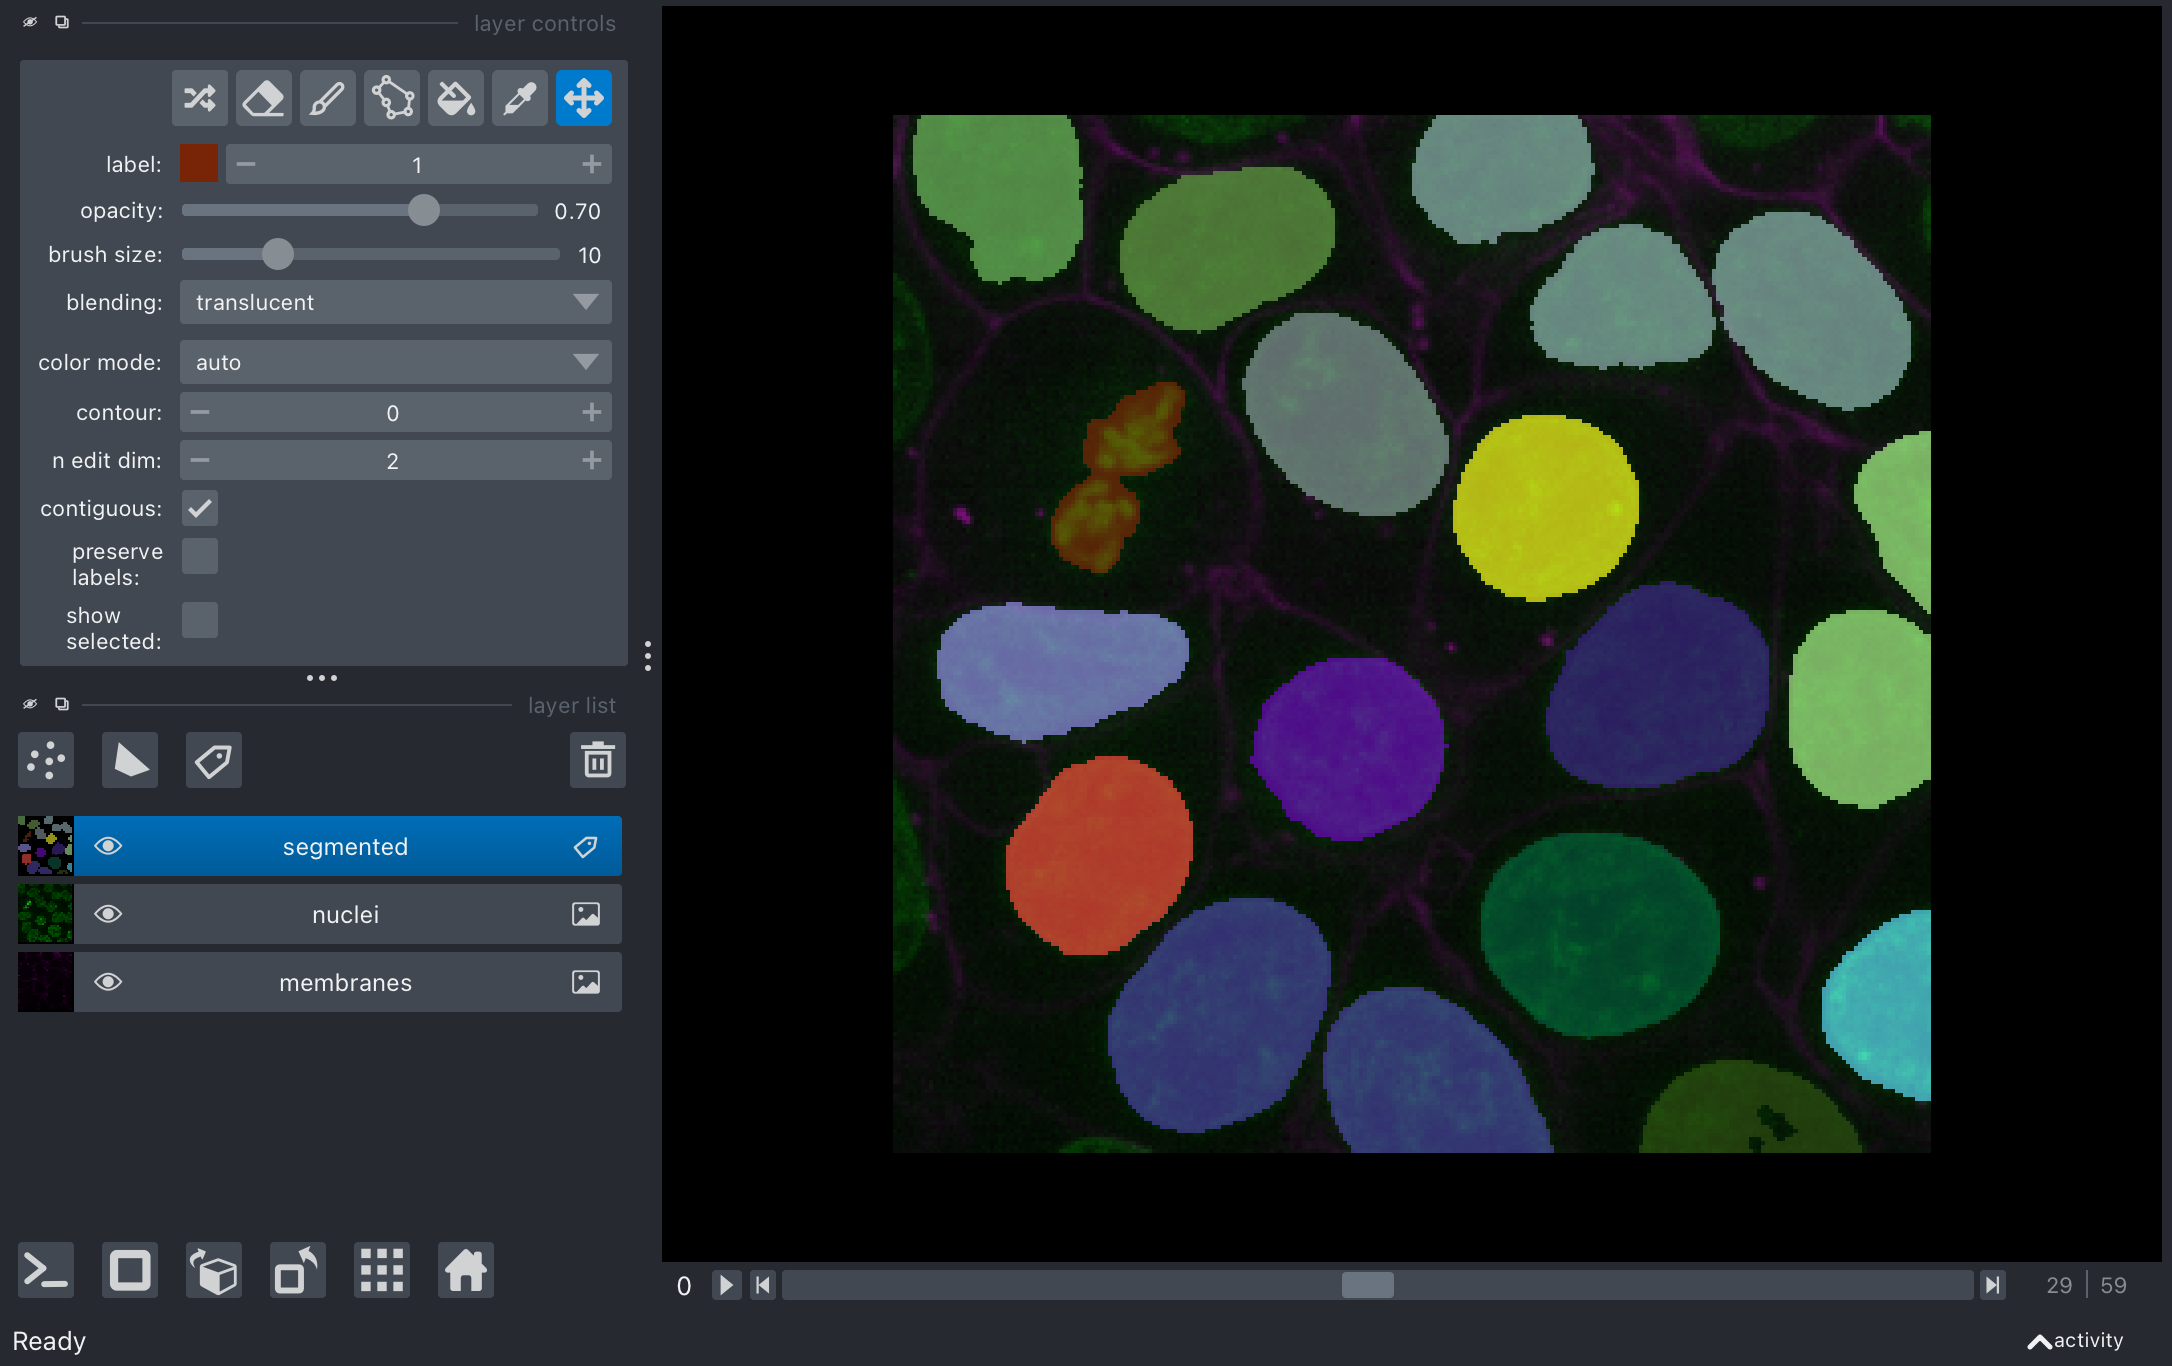 layer controls
label: 1
opacity: 0.70
brush size: 10
blending: translucent
color mode: auto
contour: 0
n edit dim: 2
contiguous:
preserve
labels:
show
selected:
layer list
segmented
nuclei
membranes
0 29 59
Ready activity